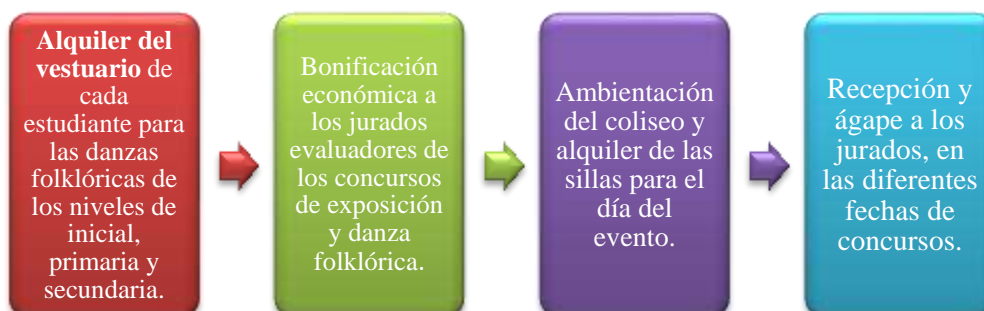 Alquiler del
vestuario de
cada
estudiante para
las danzas
folklóricas de
los niveles de
inicial,
primaria y
secundaria.
Bonificación
económica a
los jurados
evaluadores de
los concursos
de exposición
y danza
folklórica.
Ambientación
del coliseo y
alquiler de las
sillas para el
día del
evento.
Recepción y
ágape a los
jurados, en
las diferentes
fechas de
concursos.